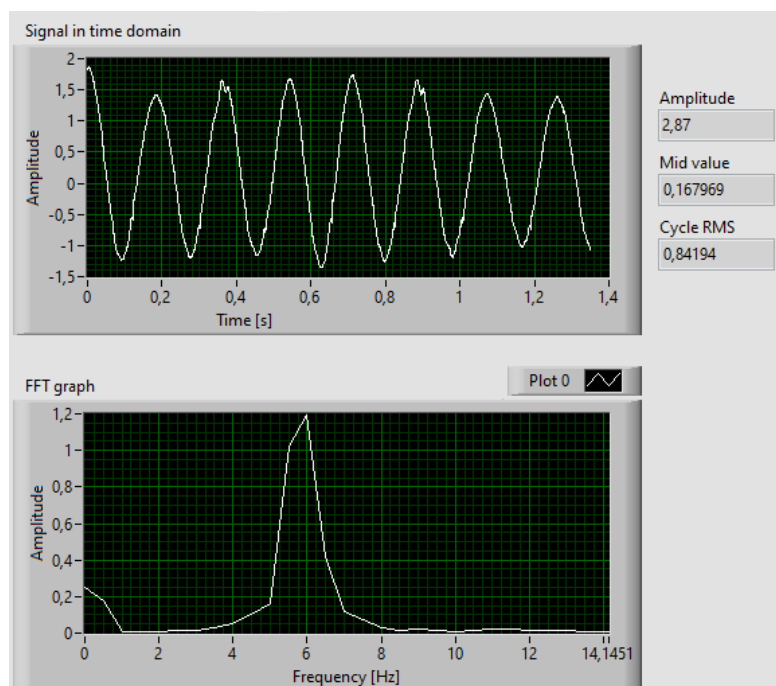 Signal in time domain
Amplitude
2
1,5
1
0,5
0
-0,5
-1
-1,5
0 0,2 0,4 0,6 0,8 1 1,2 1,4
Time [s]
Amplitude
2,87
Mid value
0,167969
Cycle RMS
0,84194
FFT graph
Plot 0
Amplitude
1,2
1
0,8
0,6
0,4
0,2
0
0 2 4 6 8 10 12 14,1451
Frequency [Hz]